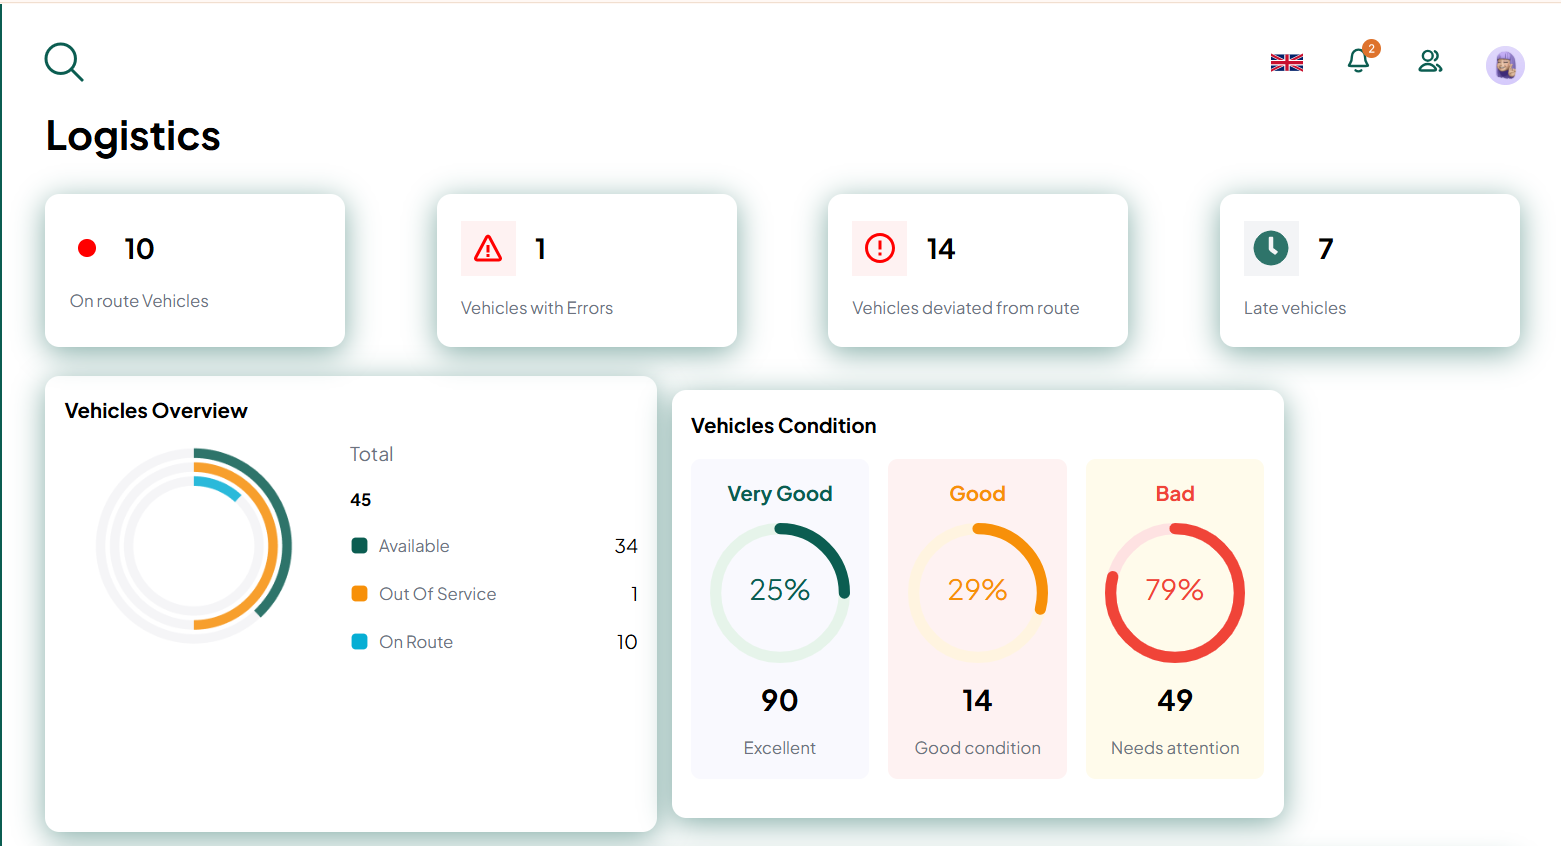 2
Logistics
10
On route Vehicles
1
Vehicles with Errors
14
Vehicles deviated from route
7
Late vehicles
Vehicles Overview
Total
45
Available 34
Out Of Service 1
On Route 10
Vehicles Condition
Very Good
25%
90
Excellent
Good
29%
14
Good condition
Bad
79%
49
Needs attention